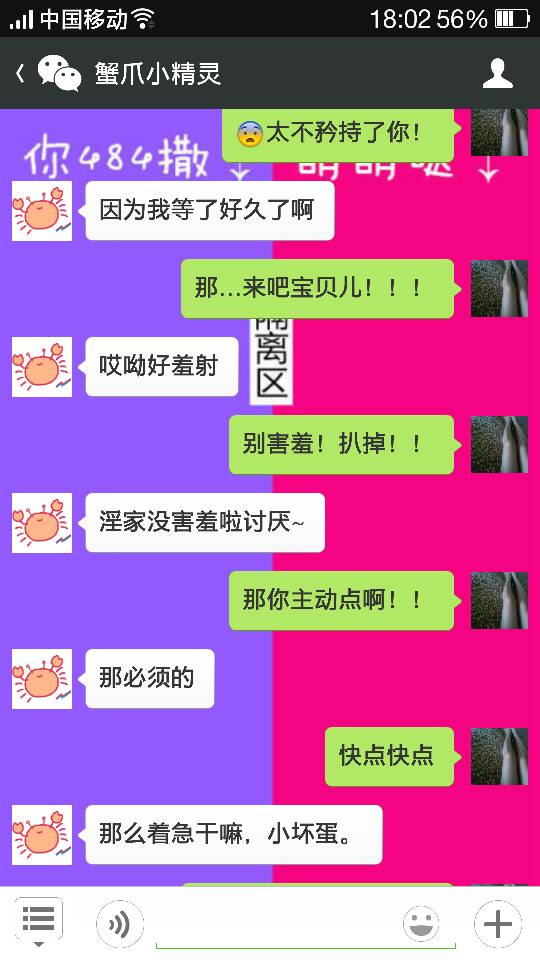 中国移动 18:02 56%
蟹爪小精灵
太不矜持了你！
你484撒 ↓ 萌萌哒 ↓
因为我等了好久了啊
那...来吧宝贝儿！！！
隔离区
哎呦好羞射
别害羞！扒掉！！
淫家没害羞啦讨厌~
那你主动点啊！！
那必须的
快点快点
那么着急干嘛，小坏蛋。